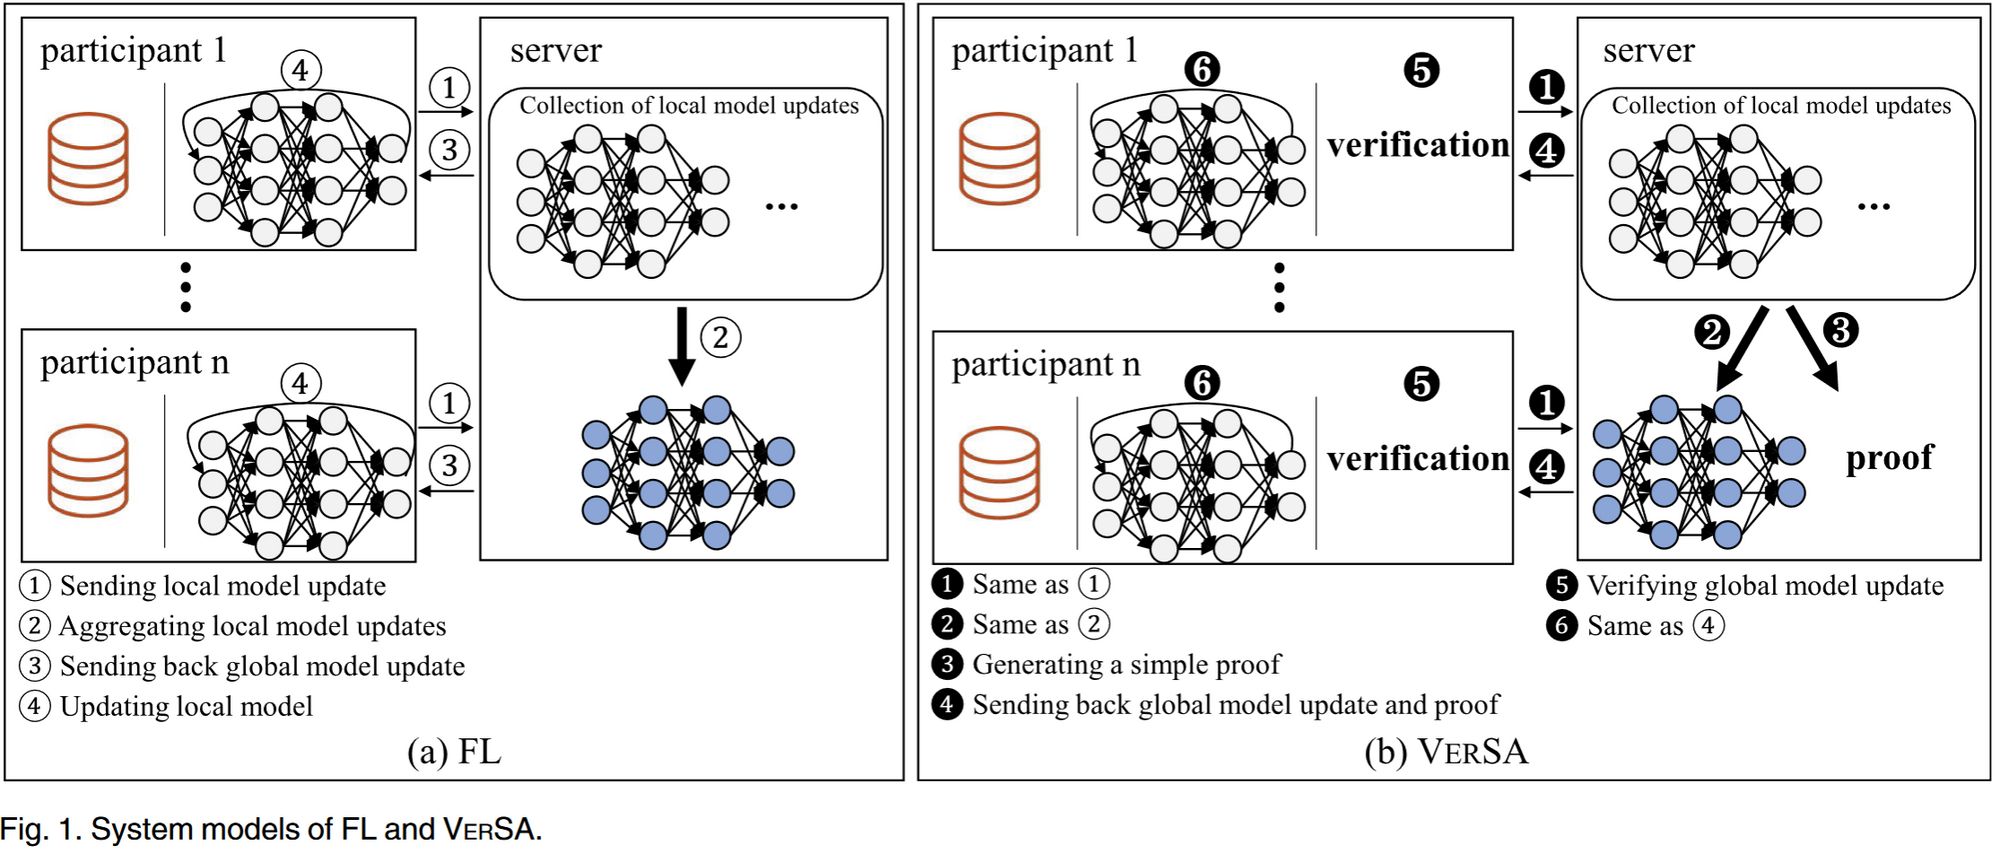 participant 1
④
①
③
server
Collection of local model updates
...
②
participant n
④
①
③
① Sending local model update
② Aggregating local model updates
③ Sending back global model update
④ Updating local model
(a) FL
participant 1
❻
❺
verification
❶
❹
server
Collection of local model updates
...
❷
❸
proof
participant n
❻
❺
verification
❶
❹
❶ Same as ①
❷ Same as ②
❸ Generating a simple proof
❹ Sending back global model update and proof
❺ Verifying global model update
❻ Same as ④
(b) VERSA
Fig. 1. System models of FL and VERSA.